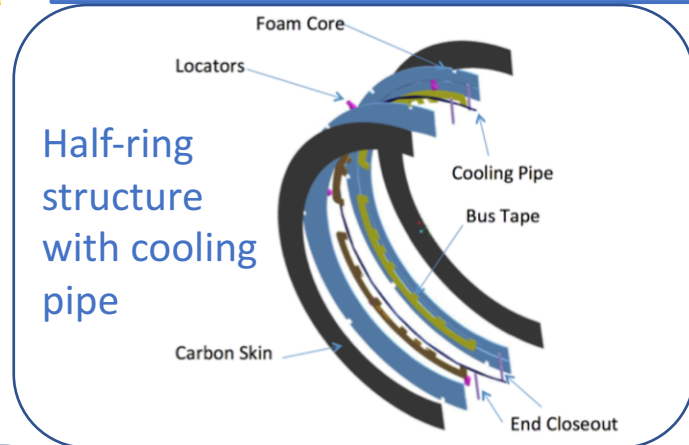 Foam Core
Locators
Half-ring
structure
with cooling
pipe
Cooling Pipe
Bus Tape
Carbon Skin
End Closeout